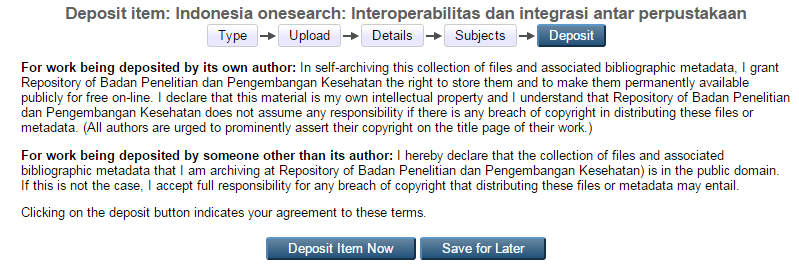 Deposit item: Indonesia onesearch: Interoperabilitas dan integrasi antar perpustakaan
Type → Upload → Details → Subjects → Deposit
For work being deposited by its own author: In self-archiving this collection of files and associated bibliographic metadata, I grant
Repository of Badan Penelitian dan Pengembangan Kesehatan the right to store them and to make them permanently available
publicly for free on-line. I declare that this material is my own intellectual property and I understand that Repository of Badan Penelitian
dan Pengembangan Kesehatan does not assume any responsibility if there is any breach of copyright in distributing these files or
metadata. (All authors are urged to prominently assert their copyright on the title page of their work.)
For work being deposited by someone other than its author: I hereby declare that the collection of files and associated
bibliographic metadata that I am archiving at Repository of Badan Penelitian dan Pengembangan Kesehatan) is in the public domain.
If this is not the case, I accept full responsibility for any breach of copyright that distributing these files or metadata may entail.
Clicking on the deposit button indicates your agreement to these terms.
Deposit Item Now Save for Later